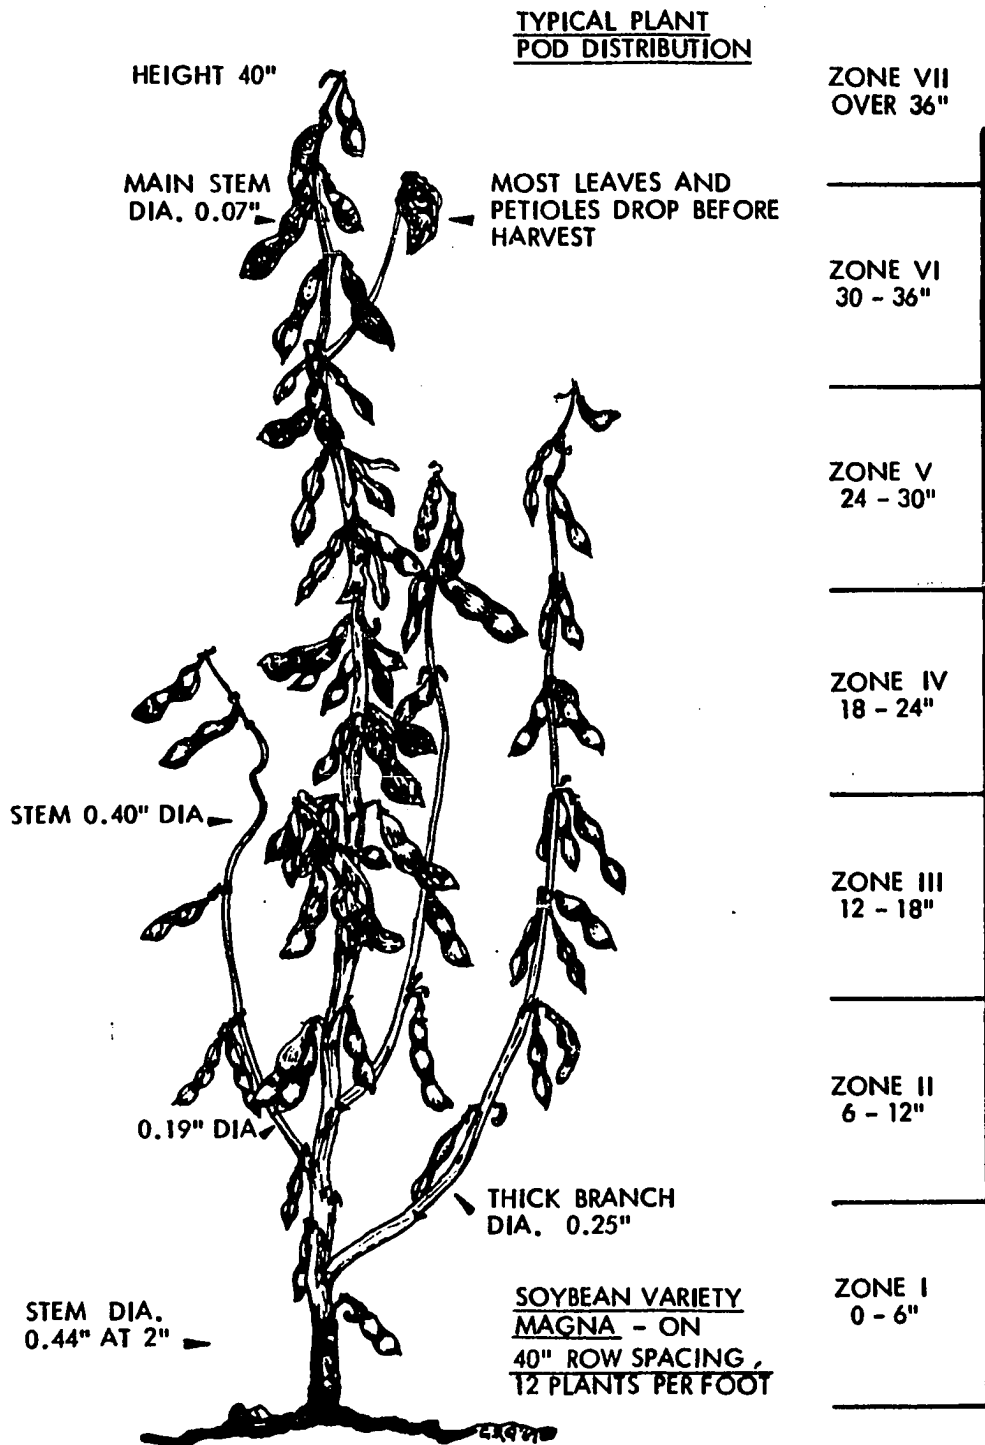 TYPICAL PLANT
POD DISTRIBUTION
HEIGHT 40"
ZONE VII
OVER 36"
MAIN STEM
DIA. 0.07"
MOST LEAVES AND
PETIOLES DROP BEFORE
HARVEST
ZONE VI
30 - 36"
ZONE V
24 - 30"
ZONE IV
18 - 24"
STEM 0.40" DIA
ZONE III
12 - 18"
ZONE II
6 - 12"
0.19" DIA
THICK BRANCH
DIA. 0.25"
ZONE I
0 - 6"
STEM DIA.
0.44" AT 2"
SOYBEAN VARIETY
MAGNA - ON
40" ROW SPACING,
12 PLANTS PER FOOT